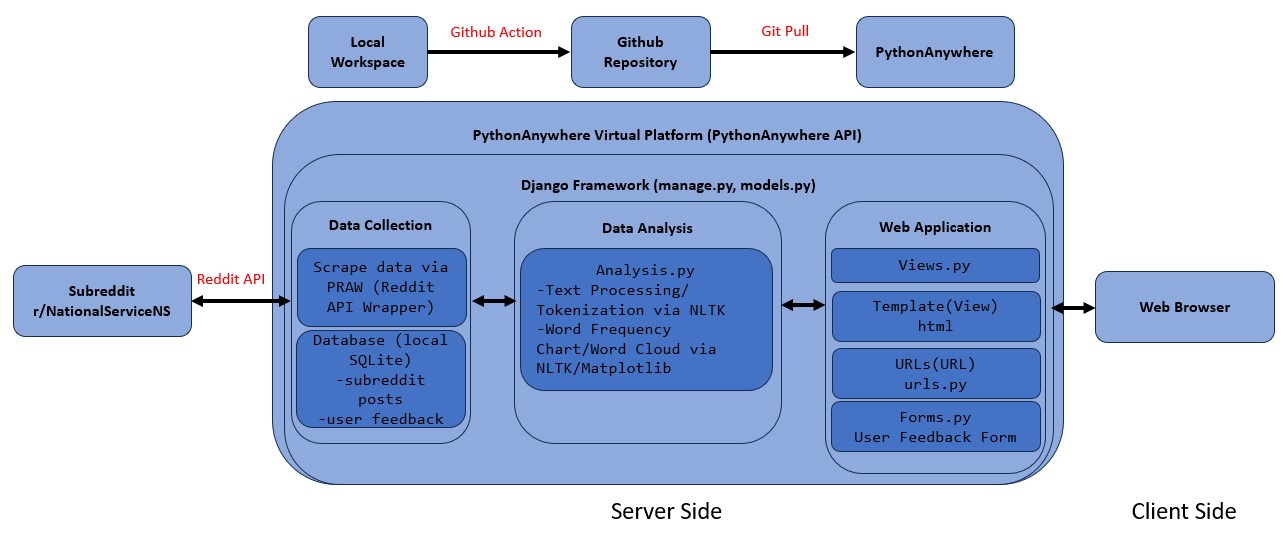 Local
Workspace
Github Action
Github
Repository
Git Pull
PythonAnywhere
PythonAnywhere Virtual Platform (PythonAnywhere API)
Django Framework (manage.py, models.py)
Subreddit
r/NationalServiceNS
Reddit API
Data Collection
Scrape data via
PRAW (Reddit
API Wrapper)
Database (local
SQLite)
-subreddit
posts
-user feedback
Data Analysis
Analysis.py
-Text Processing/
Tokenization via NLTK
-Word Frequency
Chart/Word Cloud via
NLTK/Matplotlib
Web Application
Views.py
Template(View)
html
URLs(URL)
urls.py
Forms.py
User Feedback Form
Web Browser
Server Side
Client Side